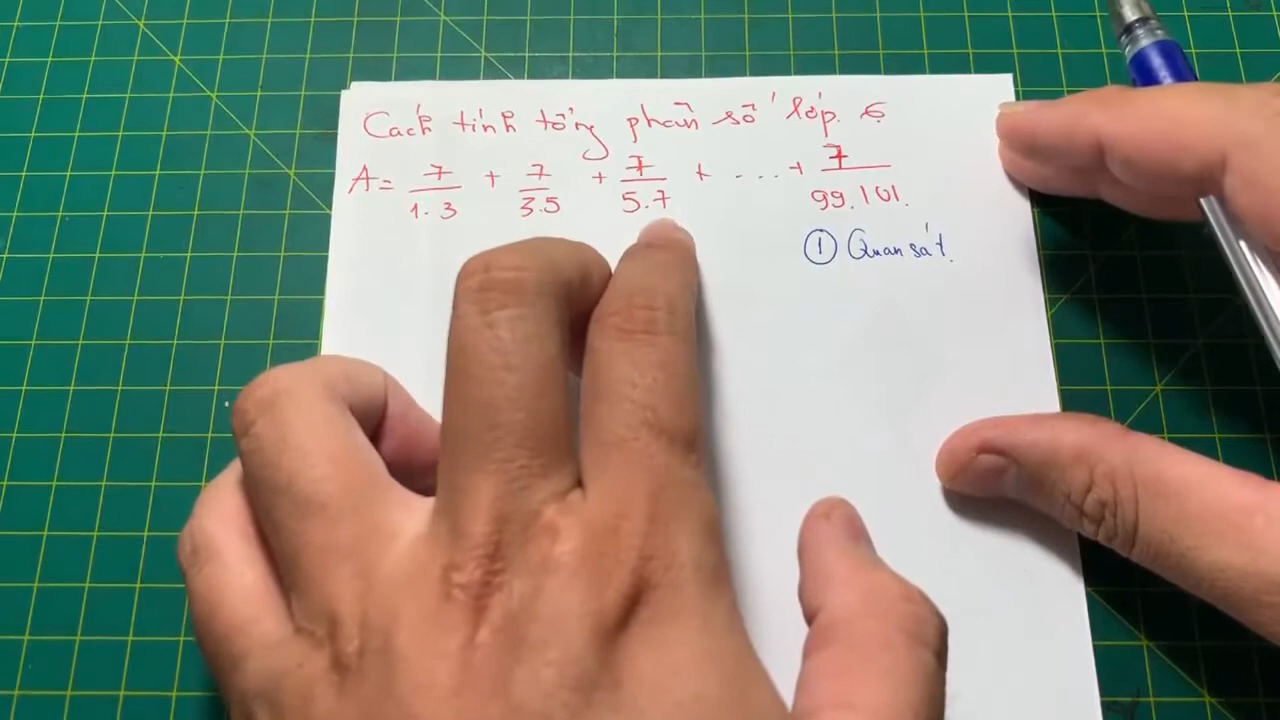 Cách tính tổng phân số lớp 6
A = 7/1.3 + 7/3.5 + 7/5.7 + ... + 7/99.101.
① Quan sát.